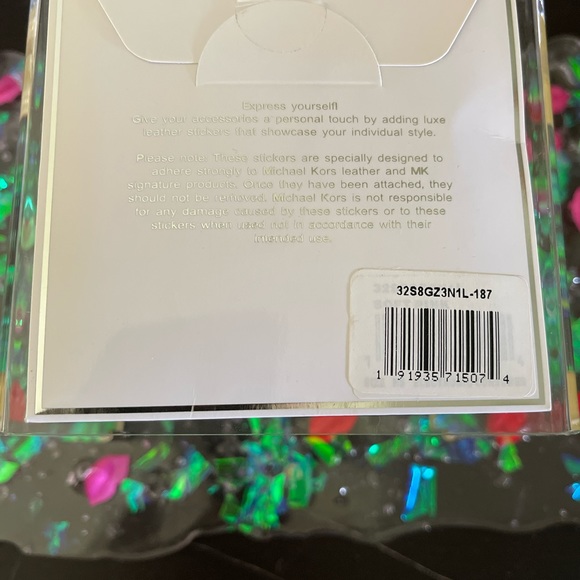 Express yourself!
Give your accessories a personal touch by adding luxe
leather stickers that showcase your individual style.
Please note: These stickers are specially designed to
adhere strongly to Michael Kors leather and MK
signature products. Once they have been attached, they
should not be removed. Michael Kors is not responsible
for any damage caused by these stickers or to these
stickers when used not in accordance with their
intended use.
32S8GZ3N1L-187
1 91935 71507 4